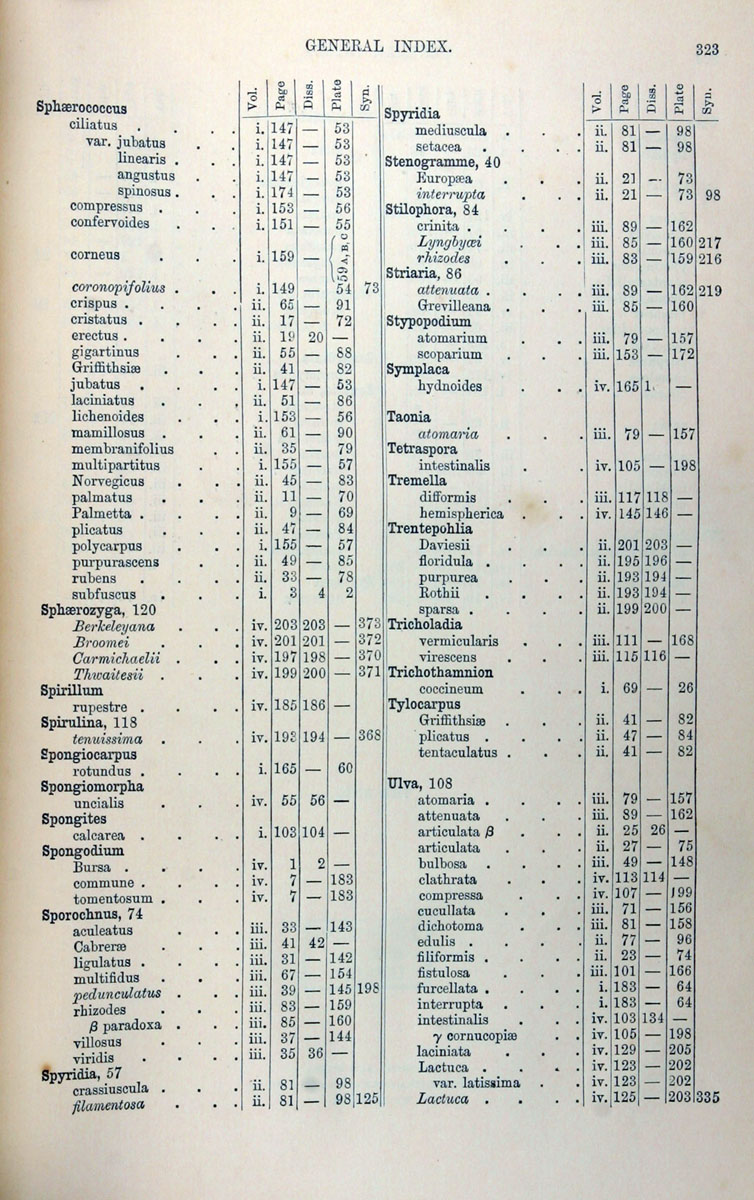 GENERAL INDEX. 323
Vol. Page Diss. Plate Syn.
Sphærococcus
ciliatus . . . . i. 147 — 53
var. jubatus . . i. 147 — 53
linearis . . . i. 147 — 53
angustus . . i. 147 — 53
spinosus . . . i. 174 — 53
compressus . . . i. 153 — 56
confervoides . . . i. 151 — 55
corneus . . . i. 159 — 59 A, B, C
coronopifolius . . . i. 149 — 54 73
crispus . . . . ii. 65 — 91
cristatus . . . . ii. 17 — 72
erectus . . . . ii. 19 20 —
gigartinus . . . ii. 55 — 88
Griffithsiæ . . . ii. 41 — 82
jubatus . . . . i. 147 — 53
laciniatus . . . ii. 51 — 86
lichenoides . . . i. 153 — 56
mamillosus . . . ii. 61 — 90
membranifolius . . ii. 35 — 79
multipartitus . . i. 155 — 57
Norvegicus . . . ii. 45 — 83
palmatus . . . ii. 11 — 70
Palmetta . . . . ii. 9 — 69
plicatus . . . ii. 47 — 84
polycarpus . . . i. 155 — 57
purpurascens . . ii. 49 — 85
rubens . . . . ii. 33 — 78
subfuscus . . . i. 3 4 2
Sphærozyga, 120
Berkeleyana . . . iv. 203 203 — 373
Broomei . . . iv. 201 201 — 372
Carmichaelii . . . iv. 197 198 — 370
Thwaitesii . . . iv. 199 200 — 371
Spirillum
rupestre . . . . iv. 185 186 —
Spirulina, 118
tenuissima . . . iv. 193 194 — 368
Spongiocarpus
rotundus . . . . i. 165 — 60
Spongiomorpha
uncialis . . . iv. 55 56 —
Spongites
calcarea . . . . i. 103 104 —
Spongodium
Bursa . . . . iv. 1 2 —
commune . . . . iv. 7 — 183
tomentosum . . . iv. 7 — 183
Sporochnus, 74
aculeatus . . . iii. 33 — 143
Cabreræ . . . iii. 41 42 —
ligulatus . . . . iii. 31 — 142
multifidus . . . iii. 67 — 154
pedunculatus . . . iii. 39 — 145 198
rhizodes . . . iii. 83 — 159
β paradoxa . . . iii. 85 — 160
villosus . . . iii. 37 — 144
viridis . . . . iii. 35 36 —
Spyridia, 57
crassiuscula . . . ii. 81 — 98
filamentosa . . . ii. 81 — 98 125
Vol. Page Diss. Plate Syn.
Spyridia
mediuscula . . . ii. 81 — 98
setacea . . . . ii. 81 — 98
Stenogramme, 40
Europæa . . . ii. 21 — 73
interrupta . . . ii. 21 — 73 98
Stilophora, 84
crinita . . . . iii. 89 — 162
Lyngbyæi . . . iii. 85 — 160 217
rhizodes . . . iii. 83 — 159 216
Striaria, 86
attenuata . . . . iii. 89 — 162 219
Grevilleana . . . iii. 85 — 160
Stypopodium
atomarium . . . iii. 79 — 157
scoparium . . . iii. 153 — 172
Symplaca
hydnoides . . . iv. 165 —
Taonia
atomaria . . . iii. 79 — 157
Tetraspora
intestinalis . . . iv. 105 — 198
Tremella
difformis . . . iii. 117 118 —
hemispherica . . . iv. 145 146 —
Trentepohlia
Daviesii . . . ii. 201 203 —
floridula . . . . ii. 195 196 —
purpurea . . . ii. 193 194 —
Rothii . . . . ii. 193 194 —
sparsa . . . . ii. 199 200 —
Tricholadia
vermicularis . . . iii. 111 — 168
virescens . . . iii. 115 116 —
Trichothamnion
coccineum . . . i. 69 — 26
Tylocarpus
Griffithsiæ . . . ii. 41 — 82
plicatus . . . . ii. 47 — 84
tentaculatus . . . ii. 41 — 82
Ulva, 108
atomaria . . . . iii. 79 — 157
attenuata . . . iii. 89 — 162
articulata β . . . ii. 25 26 —
articulata . . . ii. 27 — 75
bulbosa . . . . iii. 49 — 148
clathrata . . . iv. 113 114 —
compressa . . . iv. 107 — 199
cucullata . . . iii. 71 — 156
dichotoma . . . iii. 81 — 158
edulis . . . . ii. 77 — 96
filiformis . . . . ii. 23 — 74
fistulosa . . . iii. 101 — 166
furcellata . . . . i. 183 — 64
interrupta . . . i. 183 — 64
intestinalis . . . iv. 103 134 —
γ cornucopiæ . . iv. 105 — 198
laciniata . . . iv. 129 — 205
Lactuca . . . . iv. 123 — 202
var. latissima . . iv. 123 — 202
Lactuca . . . . iv. 125 — 203 335